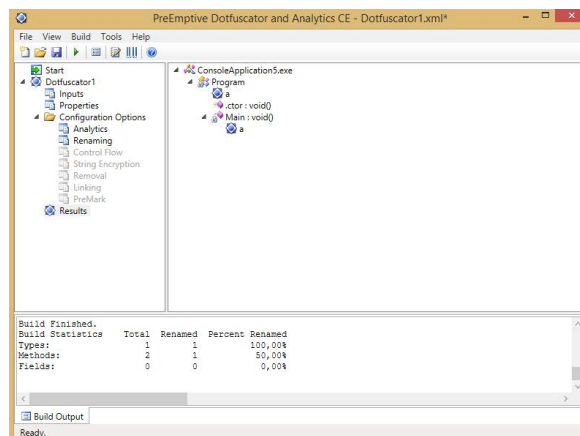 PreEmptive Dotfuscator and Analytics CE - Dotfuscator1.xml*
File View Build Tools Help
Start
Dotfuscator1
Inputs
Properties
Configuration Options
Analytics
Renaming
Control Flow
String Encryption
Removal
Linking
PreMark
Results
ConsoleApplication5.exe
Program
a
.ctor : void()
Main : void()
a
Build Finished.
Build Statistics Total Renamed Percent Renamed
Types: 1 1 100,00%
Methods: 2 1 50,00%
Fields: 0 0 0,00%
Build Output
Ready.